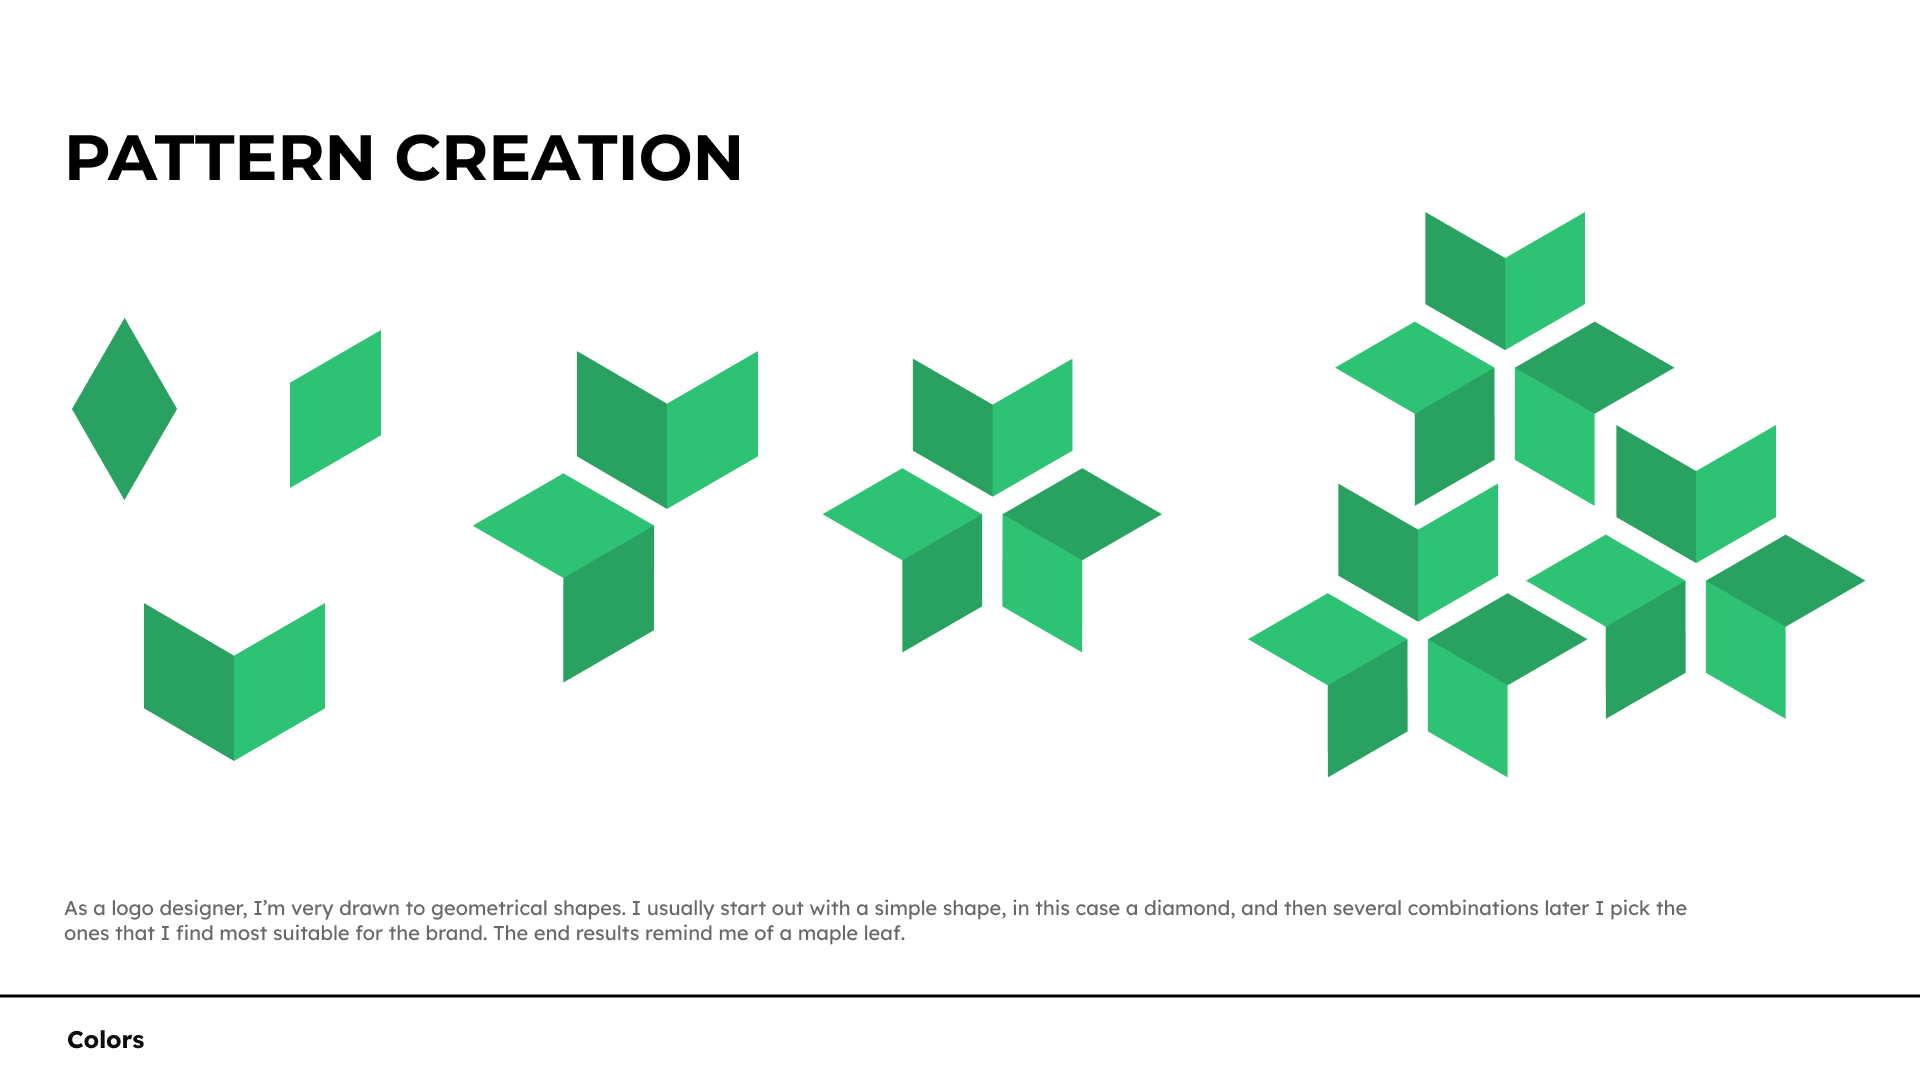 PATTERN CREATION
As a logo designer, I’m very drawn to geometrical shapes. I usually start out with a simple shape, in this case a diamond, and then several combinations later I pick the
ones that I find most suitable for the brand. The end results remind me of a maple leaf.
Colors